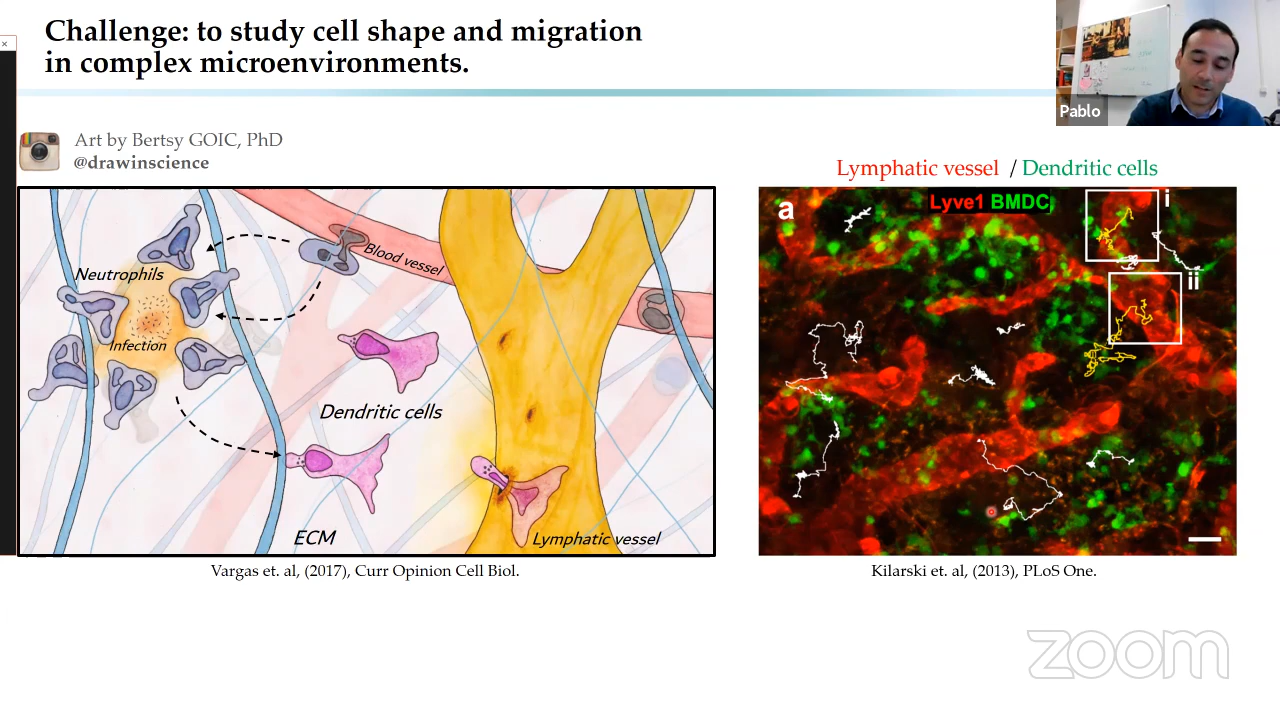 Challenge: to study cell shape and migration
in complex microenvironments.
×
Pablo
Art by Bertsy GOIC, PhD
@drawinscience
Lymphatic vessel / Dendritic cells
Neutrophils
Infection
Blood vessel
Dendritic cells
ECM
Lymphatic vessel
a
Lyve1 BMDC
i
ii
Vargas et. al, (2017), Curr Opinion Cell Biol.
Kilarski et. al, (2013), PLoS One.
zoom